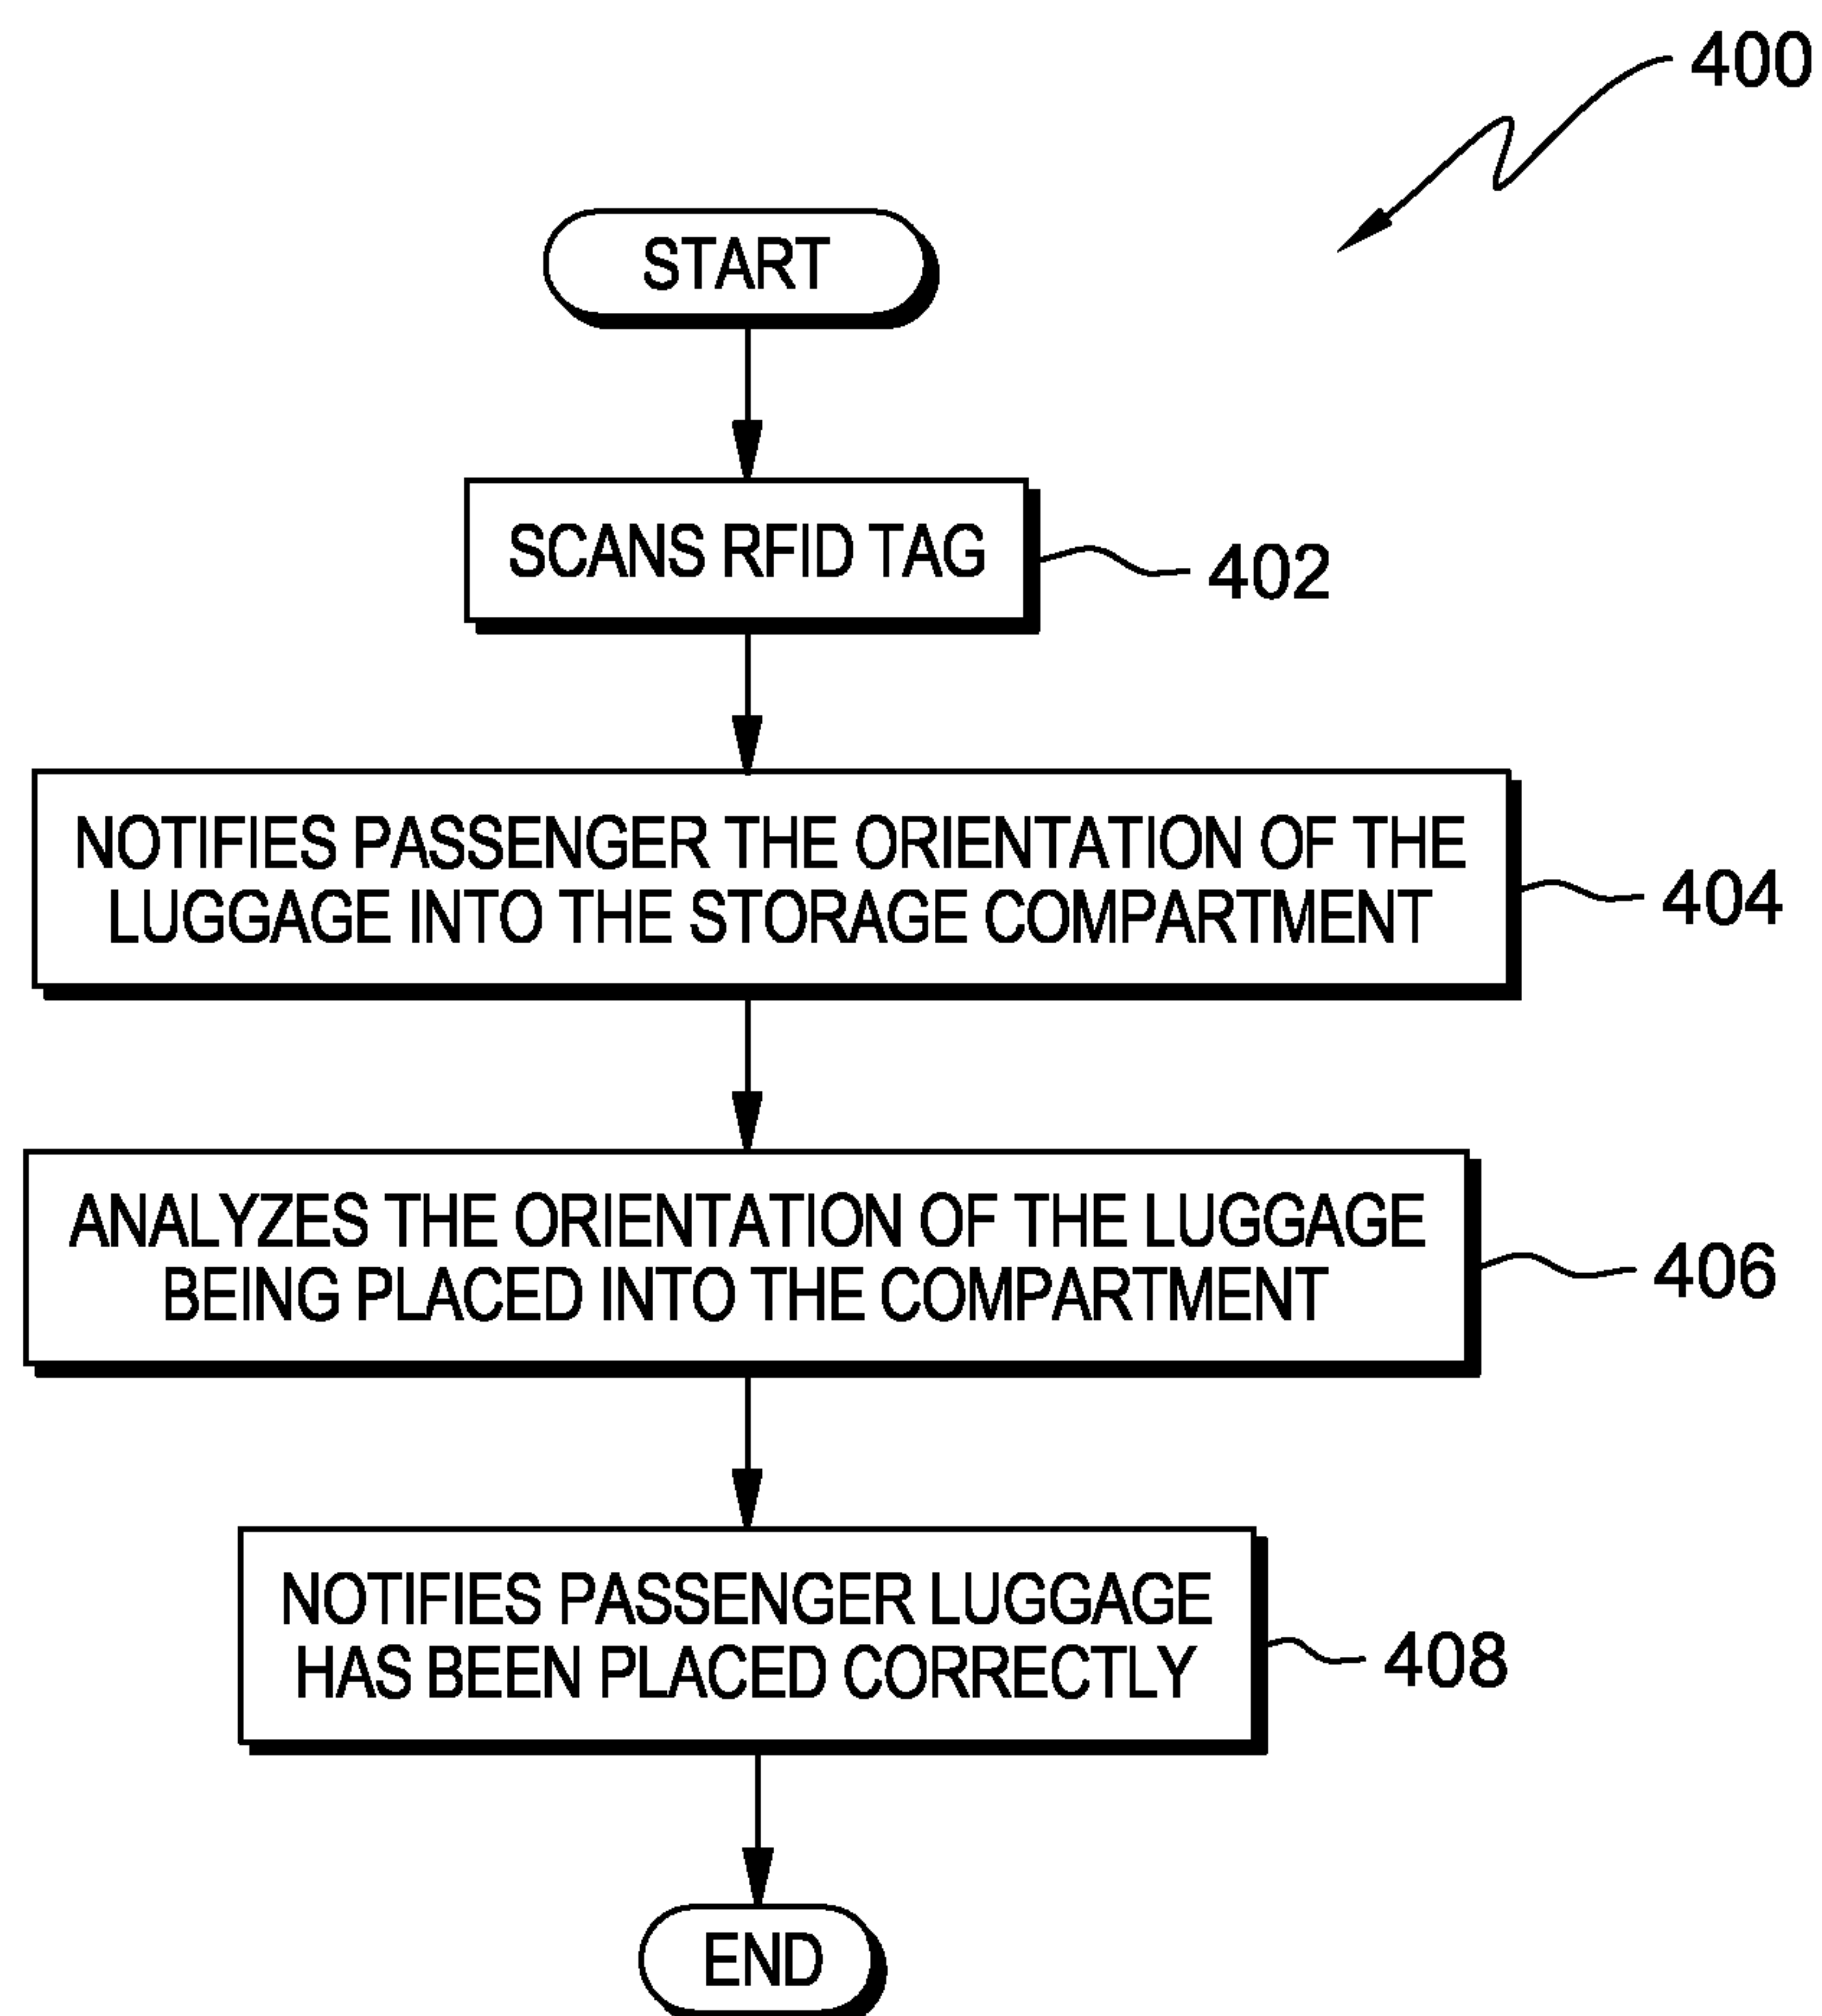 400
START
SCANS RFID TAG
402
NOTIFIES PASSENGER THE ORIENTATION OF THE
LUGGAGE INTO THE STORAGE COMPARTMENT
404
ANALYZES THE ORIENTATION OF THE LUGGAGE
BEING PLACED INTO THE COMPARTMENT
406
NOTIFIES PASSENGER LUGGAGE
HAS BEEN PLACED CORRECTLY
408
END